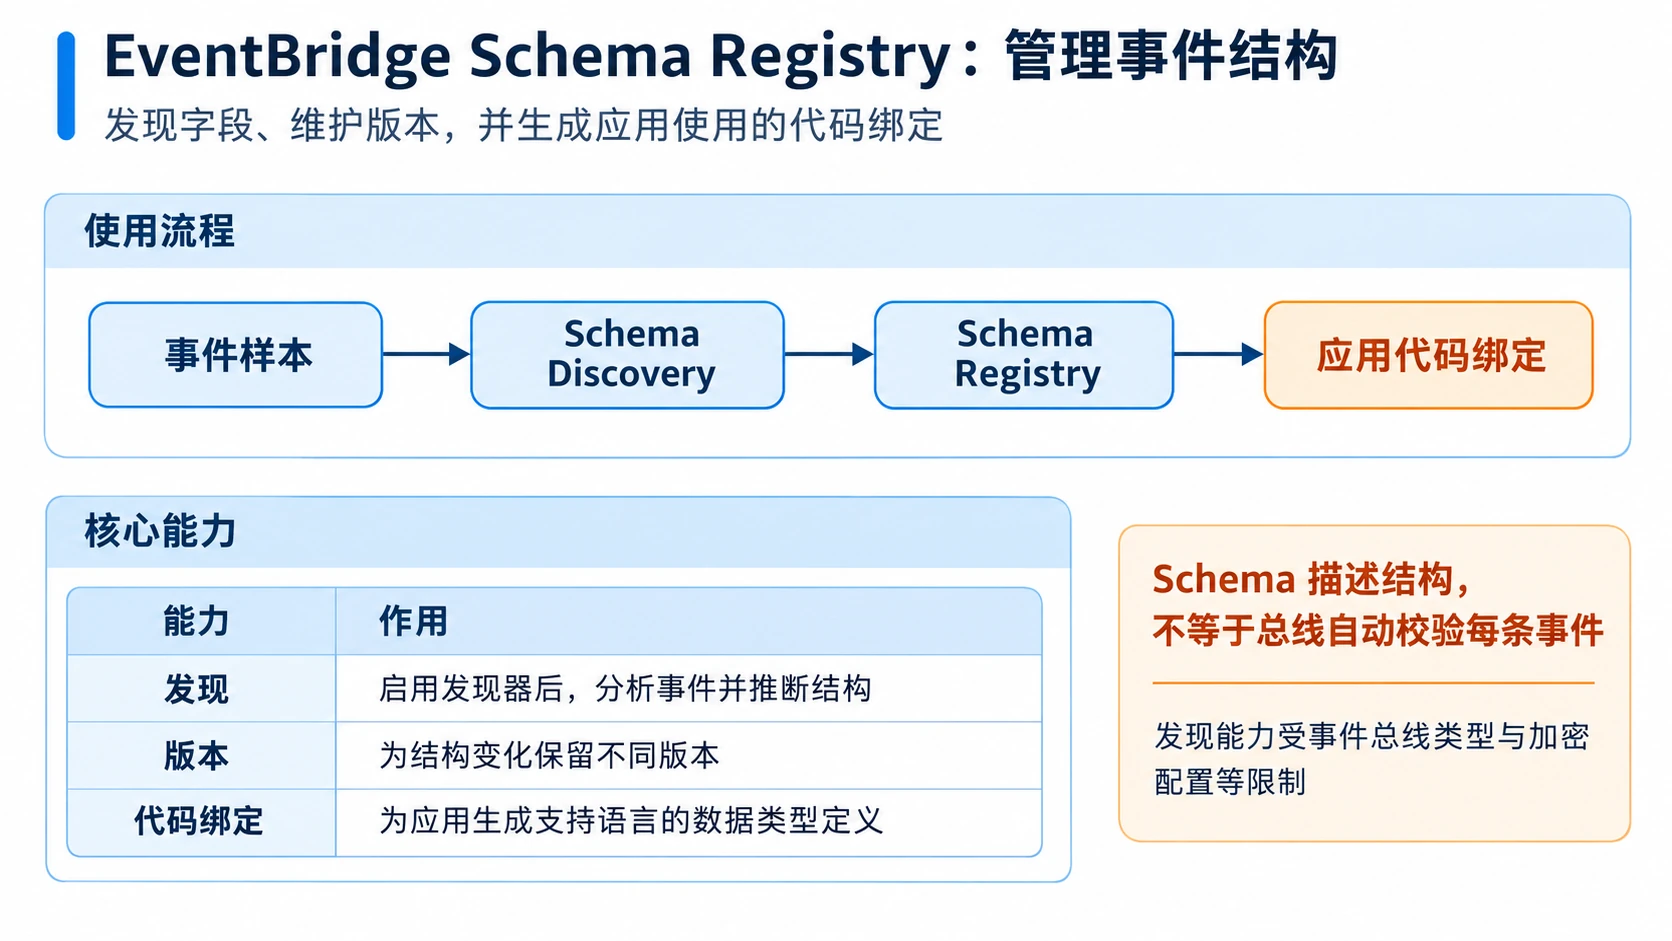 EventBridge Schema Registry：管理事件结构
发现字段、维护版本，并生成应用使用的代码绑定
使用流程
事件样本
Schema
Discovery
Schema
Registry
应用代码绑定
核心能力
能力
作用
发现
启用发现器后，分析事件并推断结构
版本
为结构变化保留不同版本
代码绑定
为应用生成支持语言的数据类型定义
Schema 描述结构，
不等于总线自动校验每条事件
发现能力受事件总线类型与加密
配置等限制